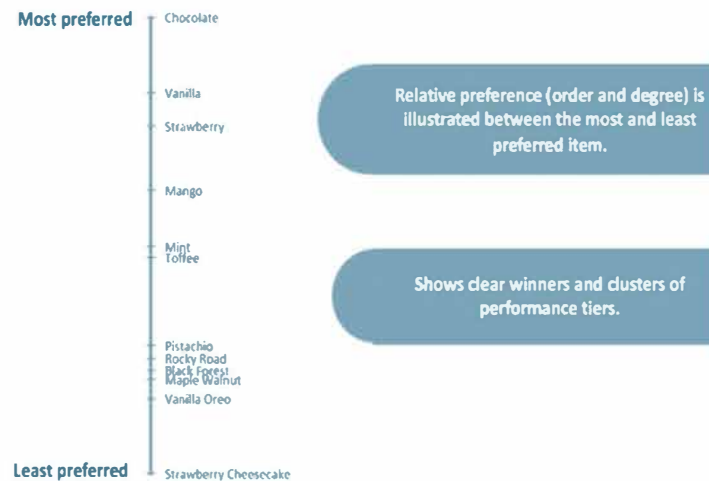 Most preferred
Chocolate
Vanilla
Strawberry
Mango
Mint
Toffee
Pistachio
Rocky Road
Black Forest
Maple Walnut
Vanilla Oreo
Least preferred
Strawberry Cheesecake
Relative preference (order and degree) is
illustrated between the most and least
preferred item.
Shows clear winners and clusters of
performance tiers.